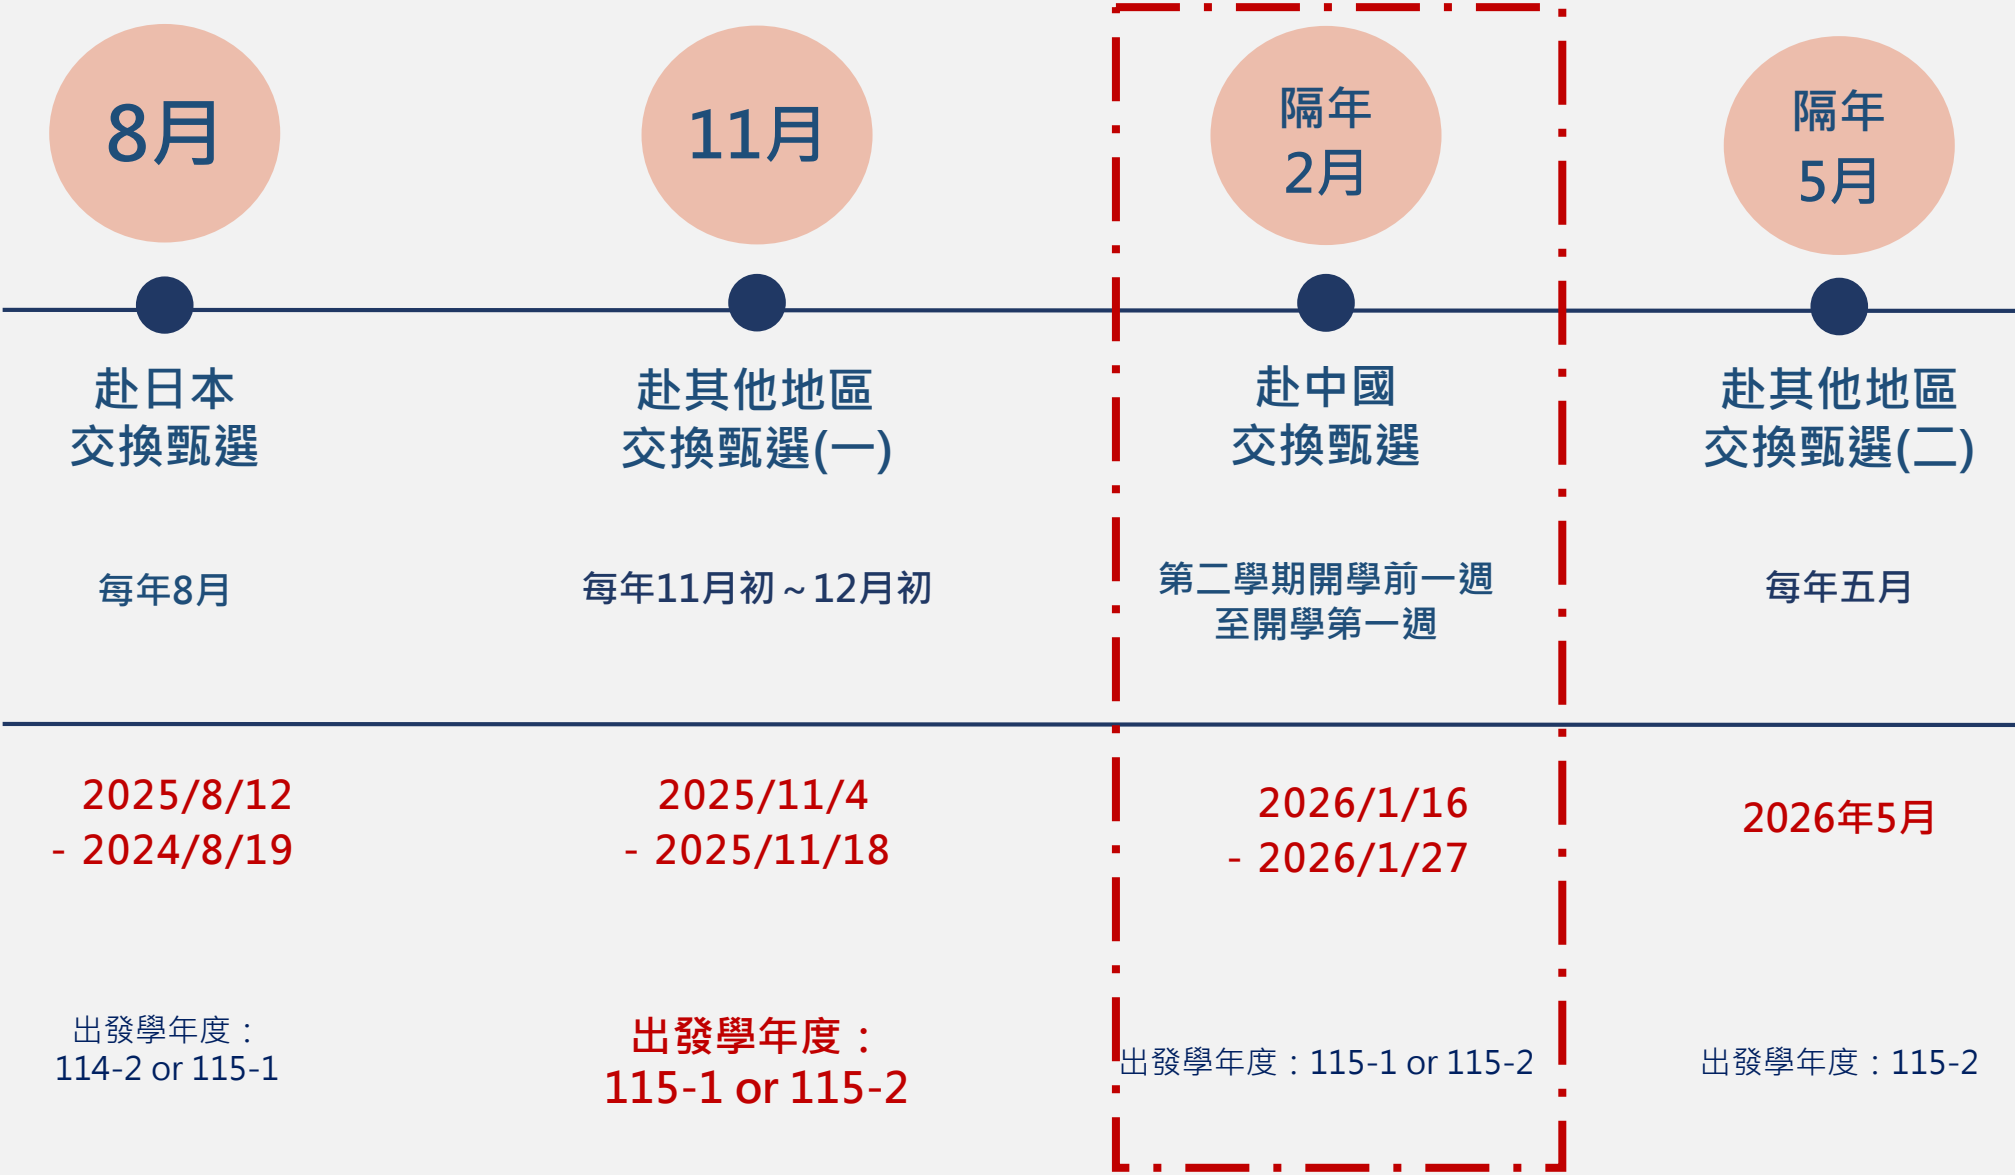 8月
赴日本
交換甄選
每年8月
2025/8/12
- 2024/8/19
出發學年度：
114-2 or 115-1
11月
赴其他地區
交換甄選(一)
每年11月初～12月初
2025/11/4
- 2025/11/18
出發學年度：
115-1 or 115-2
隔年
2月
赴中國
交換甄選
第二學期開學前一週
至開學第一週
2026/1/16
- 2026/1/27
出發學年度：115-1 or 115-2
隔年
5月
赴其他地區
交換甄選(二)
每年五月
2026年5月
出發學年度：115-2